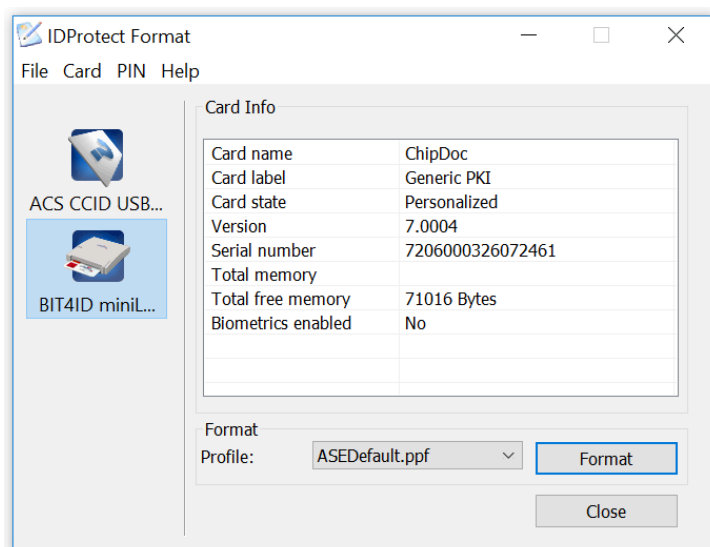 IDProtect Format
File Card PIN Help
Card Info
Card name ChipDoc
Card label Generic PKI
Card state Personalized
Version 7.0004
Serial number 7206000326072461
Total memory
Total free memory 71016 Bytes
Biometrics enabled No
ACS CCID USB...
BIT4ID miniL...
Format
Profile: ASEDefault.ppf Format
Close